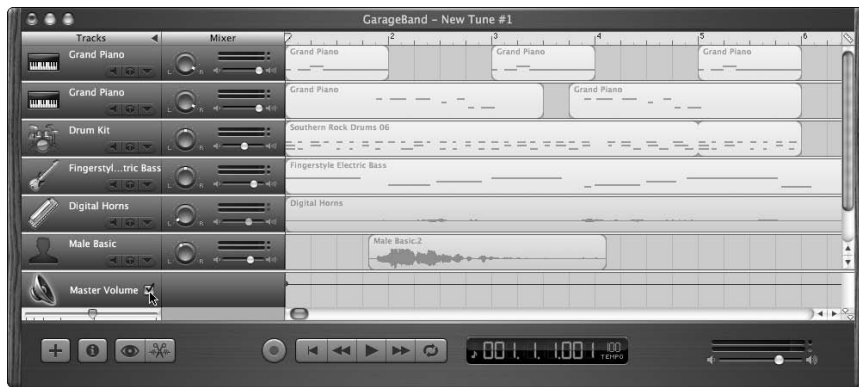 GarageBand – New Tune #1
Tracks Mixer
2 3 4 5 6
Grand Piano
Grand Piano Grand Piano Grand Piano
L R
Grand Piano
Grand Piano Grand Piano
L R
Drum Kit
Southern Rock Drums 06
L R
Fingerstyl...tric Bass
Fingerstyle Electric Bass
L R
Digital Horns
Digital Horns
L R
Male Basic
Male Basic.2
L R
Master Volume
001. 1. 1.001 100
TEMPO